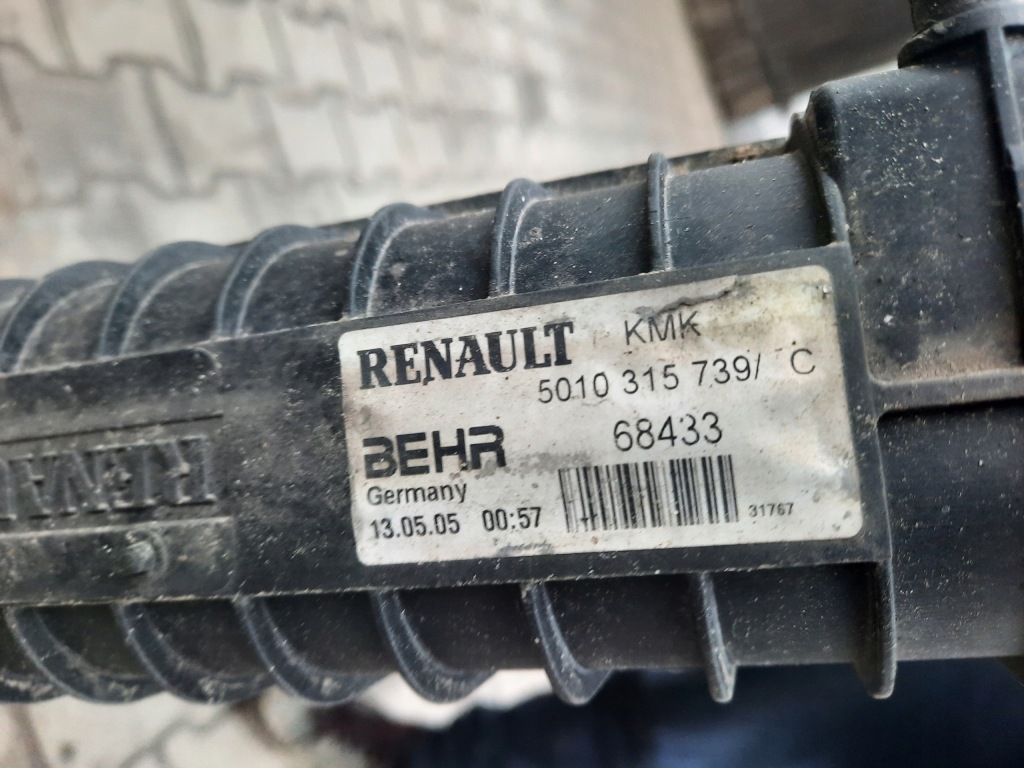 RENAULT KMK
5010 315 739/ C
BEHR 68433
Germany
13.05.05 00:57
31767